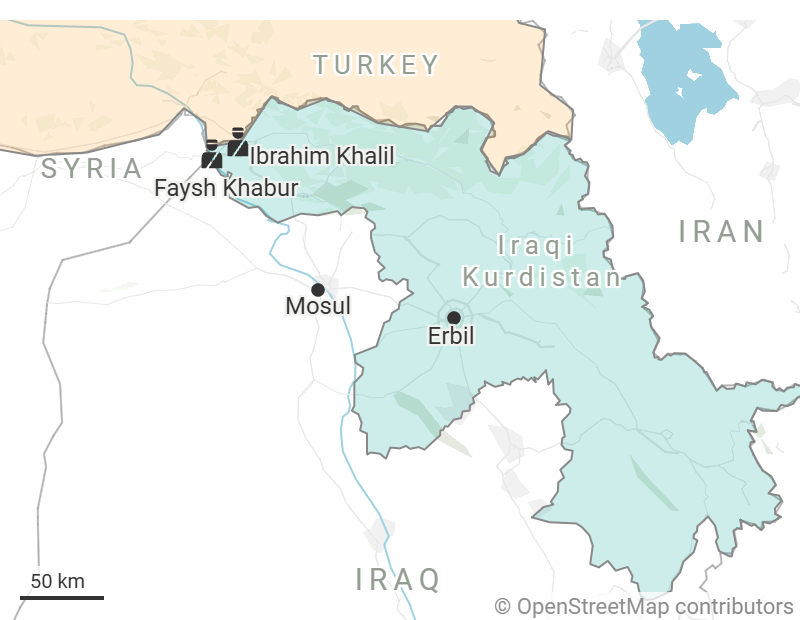 TURKEY
Ibrahim Khalil
SYRIA
Faysh Khabur
IRAN
Iraqi
Kurdistan
Mosul
Erbil
IRAQ
50 km
© OpenStreetMap contributors